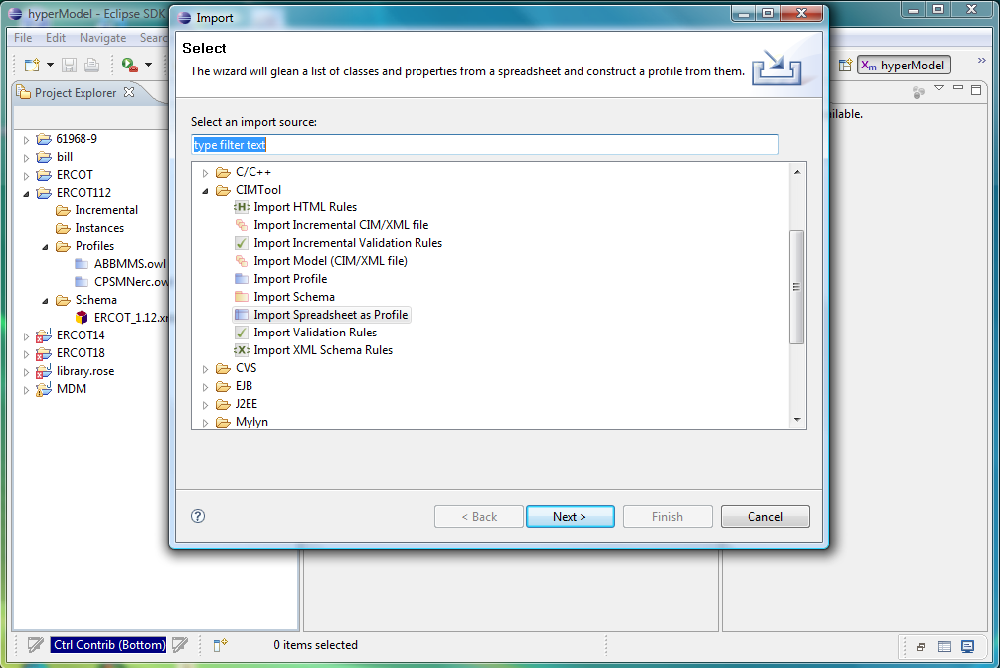 hyperModel - Eclipse SDK
Import
File Edit Navigate Searc
Select
The wizard will glean a list of classes and properties from a spreadsheet and construct a profile from them.
Xm hyperModel
»
Project Explorer
ilable.
61968-9
bill
ERCOT
ERCOT112
Incremental
Instances
Profiles
ABBMMS.owl
CPSMNerc.ow
Schema
ERCOT_1.12.xm
ERCOT14
ERCOT18
library.rose
MDM
Select an import source:
type filter text
C/C++
CIMTool
Import HTML Rules
Import Incremental CIM/XML file
Import Incremental Validation Rules
Import Model (CIM/XML file)
Import Profile
Import Schema
Import Spreadsheet as Profile
Import Validation Rules
Import XML Schema Rules
CVS
EJB
J2EE
Mylyn
?
< Back
Next >
Finish
Cancel
Ctrl Contrib (Bottom)
0 items selected